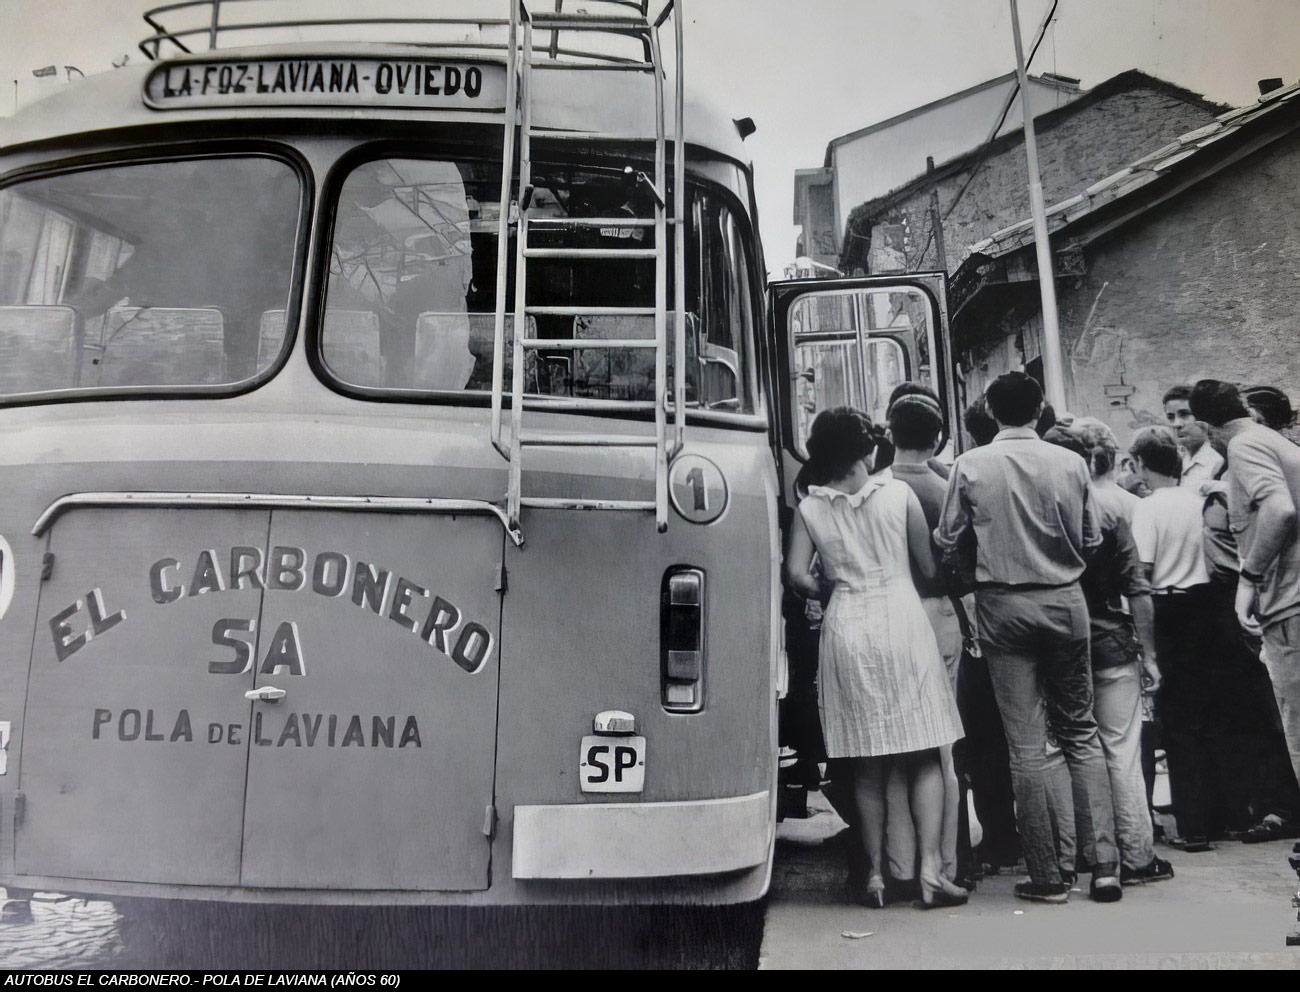 LA-FOZ-LAVIANA-OVIEDO
1
EL CARBONERO
SA
POLA DE LAVIANA
SP
AUTOBUS EL CARBONERO.- POLA DE LAVIANA (AÑOS 60)